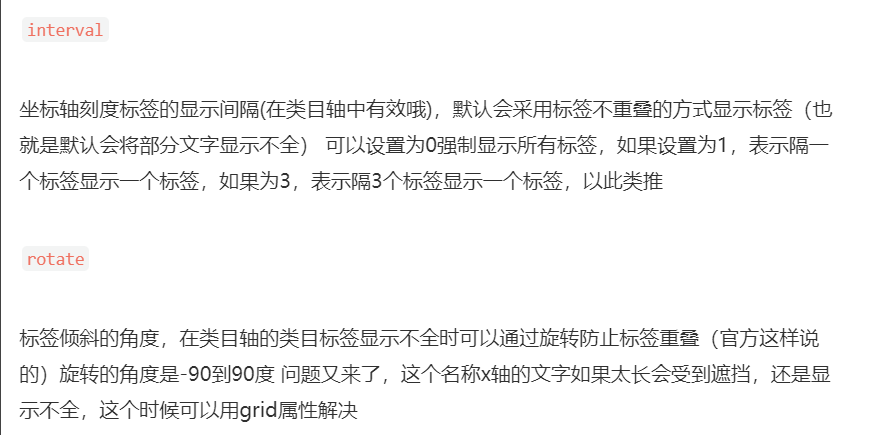 interval
坐标轴刻度标签的显示间隔(在类目轴中有效哦)，默认会采用标签不重叠的方式显示标签（也
就是默认会将部分文字显示不全） 可以设置为0强制显示所有标签，如果设置为1，表示隔一
个标签显示一个标签，如果为3，表示隔3个标签显示一个标签，以此类推
rotate
标签倾斜的角度，在类目轴的类目标签显示不全时可以通过旋转防止标签重叠（官方这样说
的）旋转的角度是-90到90度 问题又来了，这个名称x轴的文字如果太长会受到遮挡，还是显
示不全，这个时候可以用grid属性解决